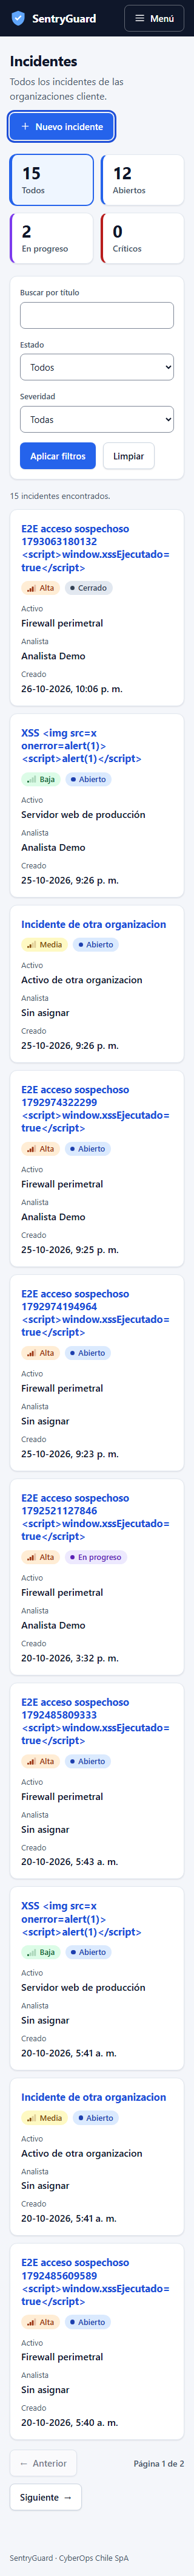 SentryGuard
Menú
Incidentes
Todos los incidentes de las
organizaciones cliente.
+ Nuevo incidente
15
Todos
12
Abiertos
2
En progreso
0
Críticos
Buscar por título
Estado
Todos
Severidad
Todas
Aplicar filtros
Limpiar
15 incidentes encontrados.
E2E acceso sospechoso
1793063180132
<script>window.xssEjecutado=
true</script>
Alta
Cerrado
Activo
Firewall perimetral
Analista
Analista Demo
Creado
26-10-2026, 10:06 p. m.
XSS <img src=x
onerror=alert(1)>
<script>alert(1)</script>
Baja
Abierto
Activo
Servidor web de producción
Analista
Analista Demo
Creado
25-10-2026, 9:26 p. m.
Incidente de otra organizacion
Media
Abierto
Activo
Activo de otra organizacion
Analista
Sin asignar
Creado
25-10-2026, 9:26 p. m.
E2E acceso sospechoso
1792974322299
<script>window.xssEjecutado=
true</script>
Alta
Abierto
Activo
Firewall perimetral
Analista
Analista Demo
Creado
25-10-2026, 9:25 p. m.
E2E acceso sospechoso
1792974194964
<script>window.xssEjecutado=
true</script>
Alta
Abierto
Activo
Firewall perimetral
Analista
Sin asignar
Creado
25-10-2026, 9:23 p. m.
E2E acceso sospechoso
1792521127846
<script>window.xssEjecutado=
true</script>
Alta
En progreso
Activo
Firewall perimetral
Analista
Analista Demo
Creado
20-10-2026, 3:32 p. m.
E2E acceso sospechoso
1792485809333
<script>window.xssEjecutado=
true</script>
Alta
Abierto
Activo
Firewall perimetral
Analista
Sin asignar
Creado
20-10-2026, 5:43 a. m.
XSS <img src=x
onerror=alert(1)>
<script>alert(1)</script>
Baja
Abierto
Activo
Servidor web de producción
Analista
Sin asignar
Creado
20-10-2026, 5:41 a. m.
Incidente de otra organizacion
Media
Abierto
Activo
Activo de otra organizacion
Analista
Sin asignar
Creado
20-10-2026, 5:41 a. m.
E2E acceso sospechoso
1792485609589
<script>window.xssEjecutado=
true</script>
Alta
Abierto
Activo
Firewall perimetral
Analista
Sin asignar
Creado
20-10-2026, 5:40 a. m.
← Anterior
Página 1 de 2
Siguiente →
SentryGuard · CyberOps Chile SpA